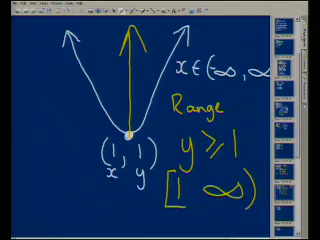 x ∈ (-∞, ∞
Range
y ≥ 1
[1 ∞)
(1, 1)
x y